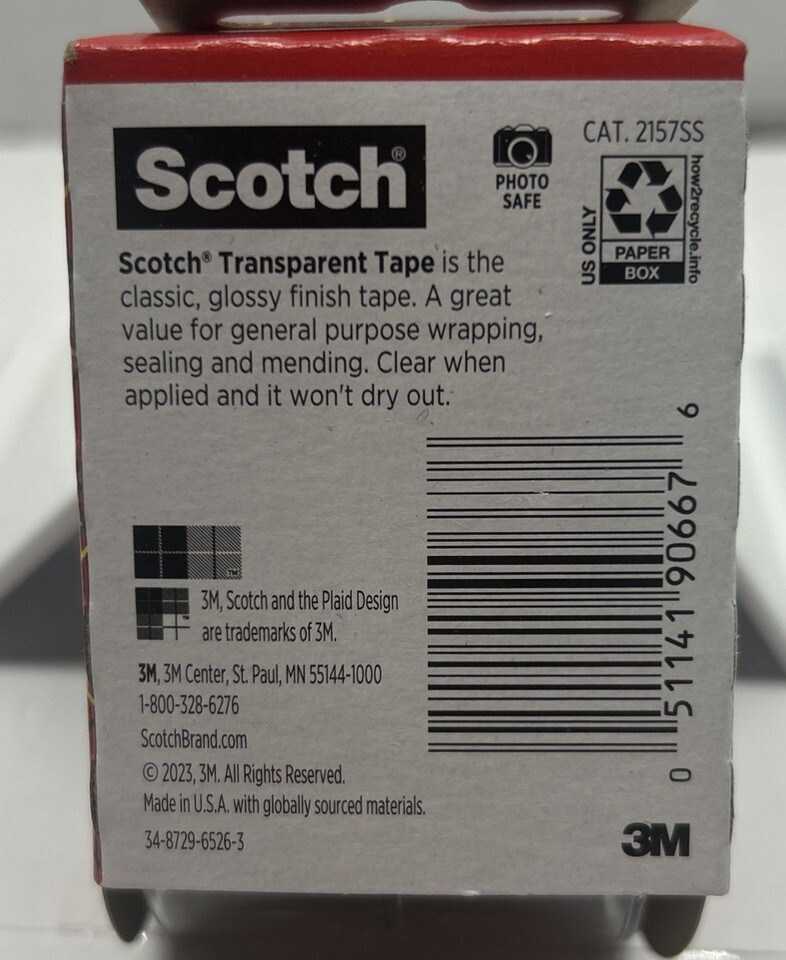 Scotch®
PHOTO
SAFE
CAT. 2157SS
US ONLY
PAPER
BOX
how2recycle.info
Scotch® Transparent Tape is the
classic, glossy finish tape. A great
value for general purpose wrapping,
sealing and mending. Clear when
applied and it won't dry out.
0 51141 90667 6
™
3M, Scotch and the Plaid Design
are trademarks of 3M.
3M, 3M Center, St. Paul, MN 55144-1000
1-800-328-6276
ScotchBrand.com
© 2023, 3M. All Rights Reserved.
Made in U.S.A. with globally sourced materials.
34-8729-6526-3
3M